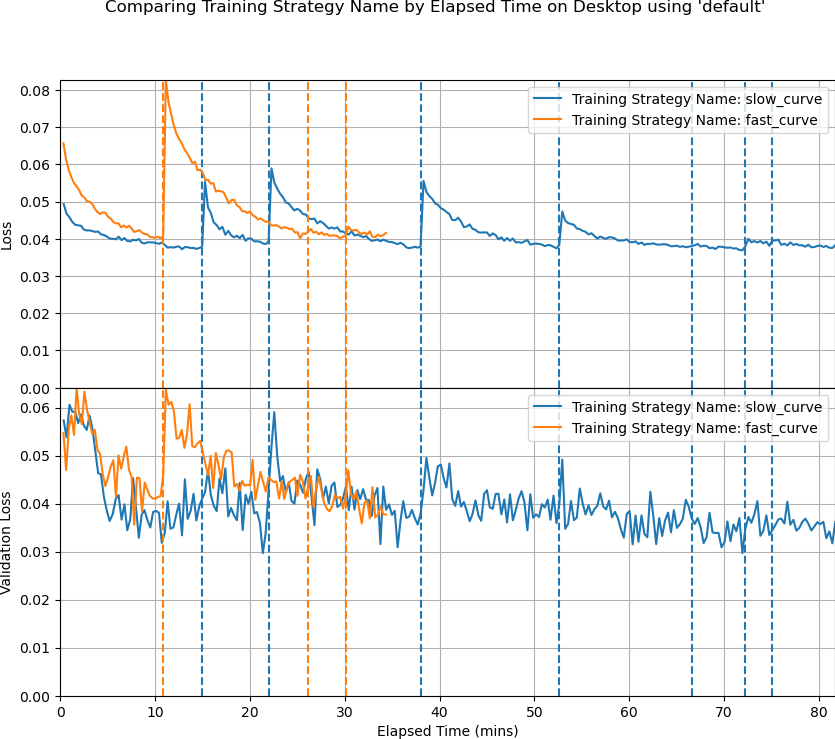 Comparing Training Strategy Name by Elapsed Time on Desktop using 'default'
0.08
0.07
0.06
0.05
0.04
0.03
0.02
0.01
0.00
Loss
Training Strategy Name: slow_curve
Training Strategy Name: fast_curve
0.06
0.05
0.04
0.03
0.02
0.01
0.00
Validation Loss
Training Strategy Name: slow_curve
Training Strategy Name: fast_curve
0 10 20 30 40 50 60 70 80
Elapsed Time (mins)